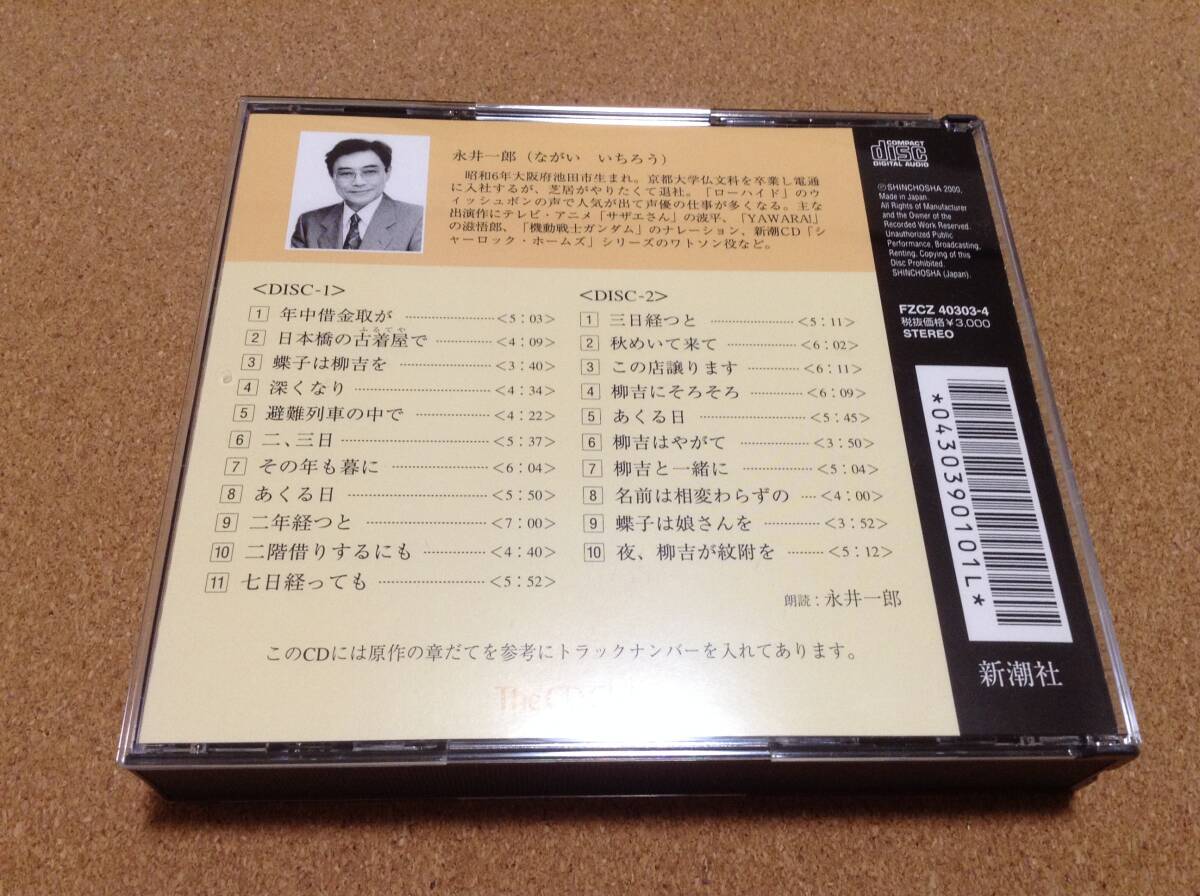 永井一郎（ながい いちろう）
昭和6年大阪府池田市生まれ。京都大学仏文科を卒業し電通
に入社するが、芝居がやりたくて退社。「ローハイド」のウ
ィッシュボンの声で人気が出て声優の仕事が多くなる。主な
出演作にテレビ・アニメ「サザエさん」の波平、「YAWARA!」
の滋悟郎、「機動戦士ガンダム」のナレーション、新潮CD「シ
ャーロック・ホームズ」シリーズのワトソン役など。
<DISC-1>
1 年中借金取が <5：03>
ふるてや
2 日本橋の古着屋で <4：09>
3 蝶子は柳吉を <3：40>
4 深くなり <4：34>
5 避難列車の中で <4：22>
6 二、三日 <5：37>
7 その年も暮に <6：04>
8 あくる日 <5：50>
9 二年経つと <7：00>
10 二階借りするにも <4：40>
11 七日経っても <5：52>
<DISC-2>
1 三日経つと <5：11>
2 秋めいて来て <6：02>
3 この店譲ります <6：11>
4 柳吉にそろそろ <6：09>
5 あくる日 <5：45>
6 柳吉はやがて <3：50>
7 柳吉と一緒に <5：04>
8 名前は相変わらずの <4：00>
9 蝶子は娘さんを <3：52>
10 夜、柳吉が紋附を <5：12>
朗読：永井一郎
このCDには原作の章だてを参考にトラックナンバーを入れてあります。
The CD
COMPACT
disc
DIGITAL AUDIO
Ⓟ©SHINCHOSHA 2000,
Made in Japan.
All Rights of Manufacturer
and the Owner of the
Recorded Work Reserved.
Unauthorized Public
Performance, Broadcasting,
Renting, Copying of this
Disc Prohibited.
SHINCHOSHA (Japan).
FZCZ 40303-4
税抜価格￥3,000
STEREO
*0430390101L*
新潮社